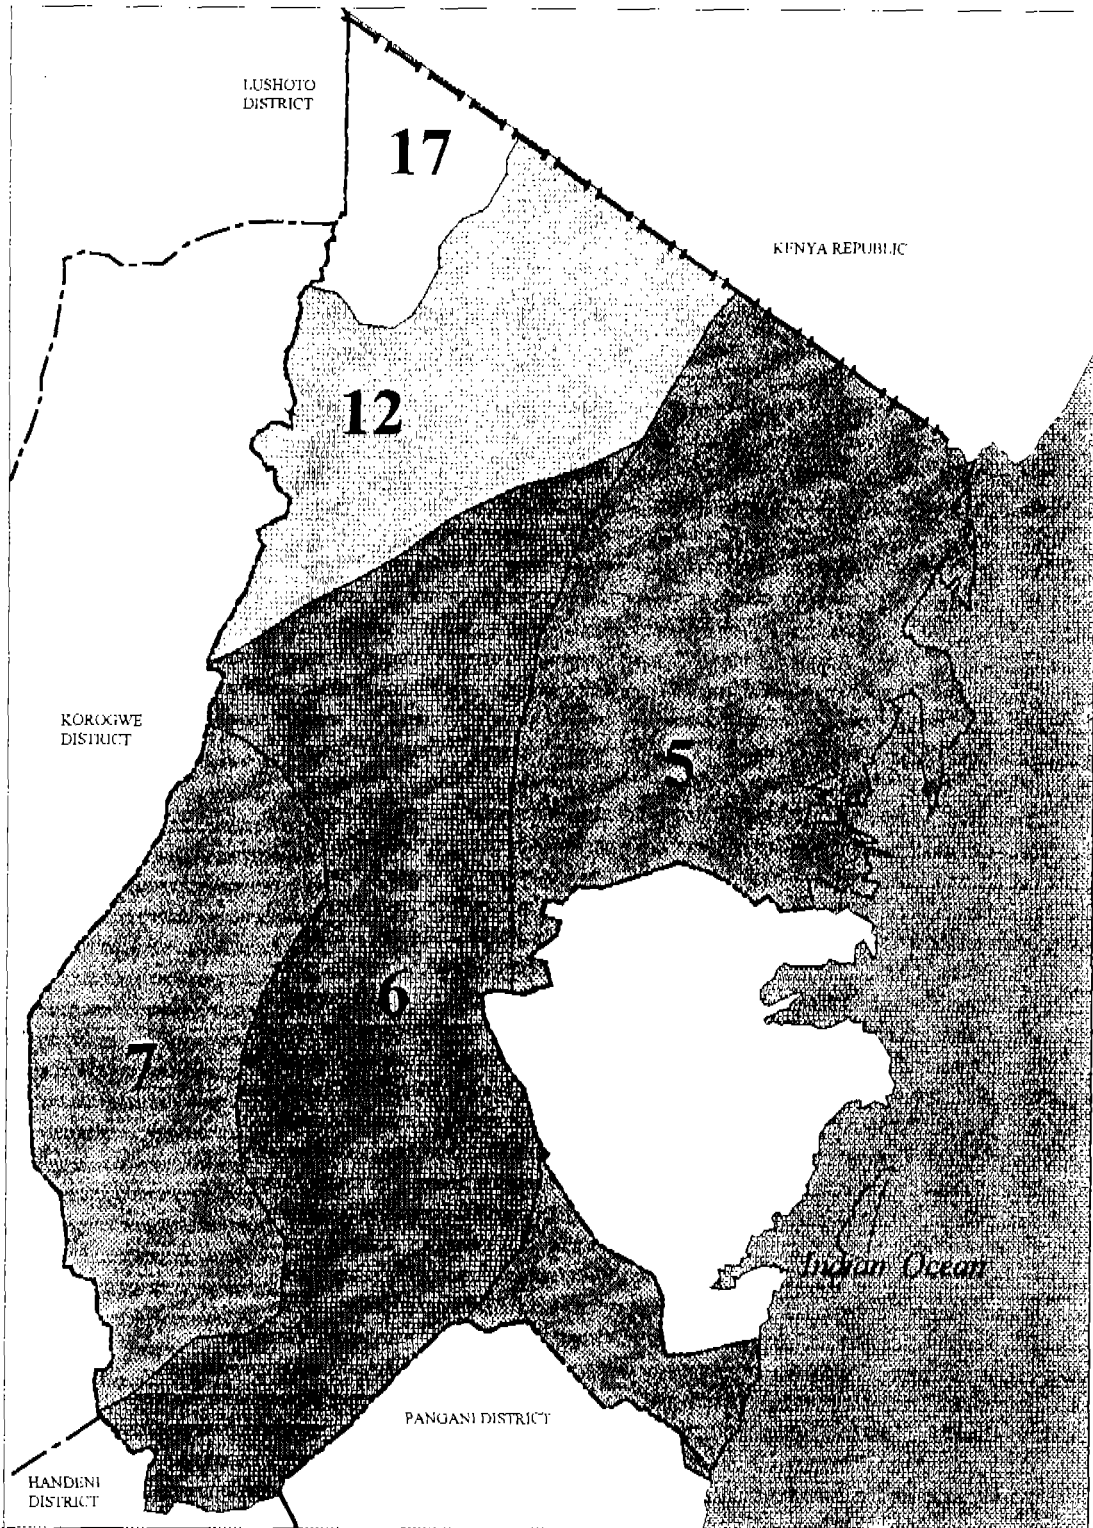 LUSHOTO
DISTRICT
17
KENYA REPUBLIC
12
KOROGWE
DISTRICT
5
6
7
Indian Ocean
PANGANI DISTRICT
HANDENI
DISTRICT